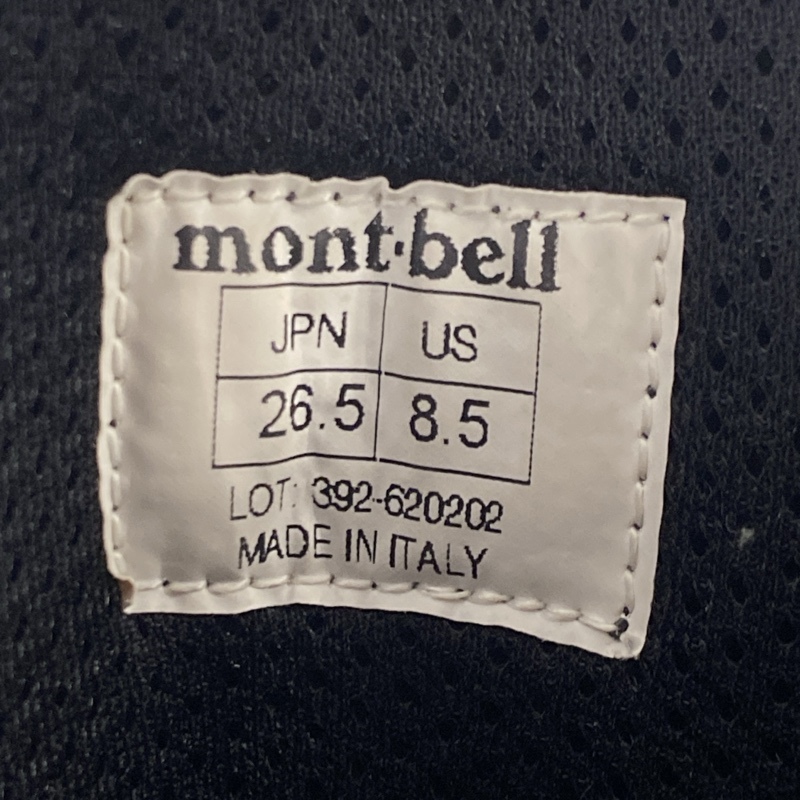 mont·bell
JPN US
26.5 8.5
LOT: 392-620202
MADE IN ITALY